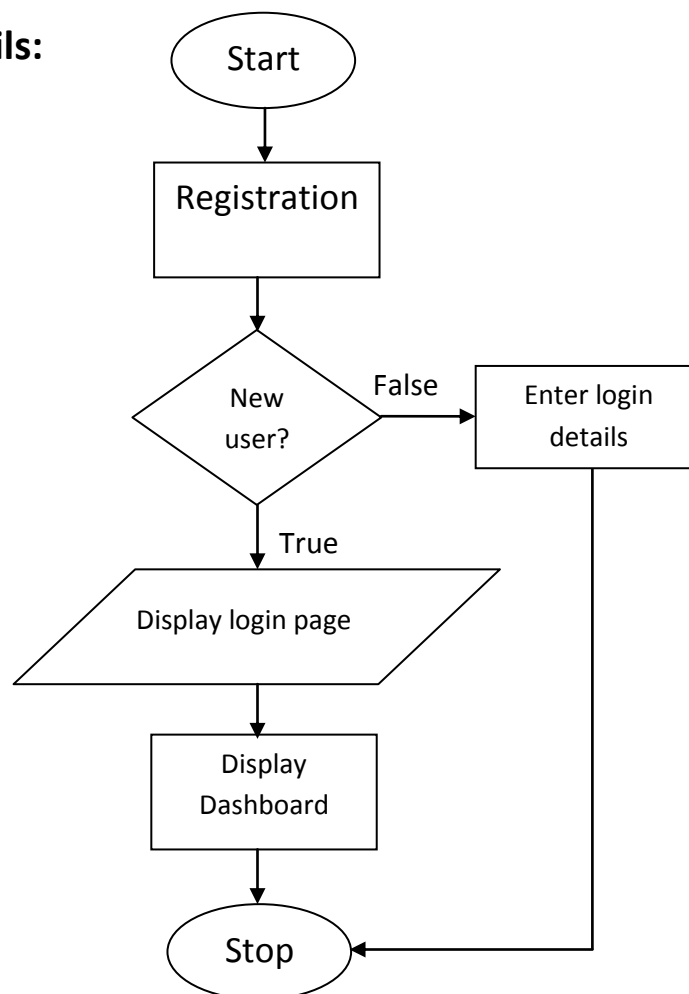 ils:
Start
Registration
New
user?
False
Enter login
details
True
Display login page
Display
Dashboard
Stop